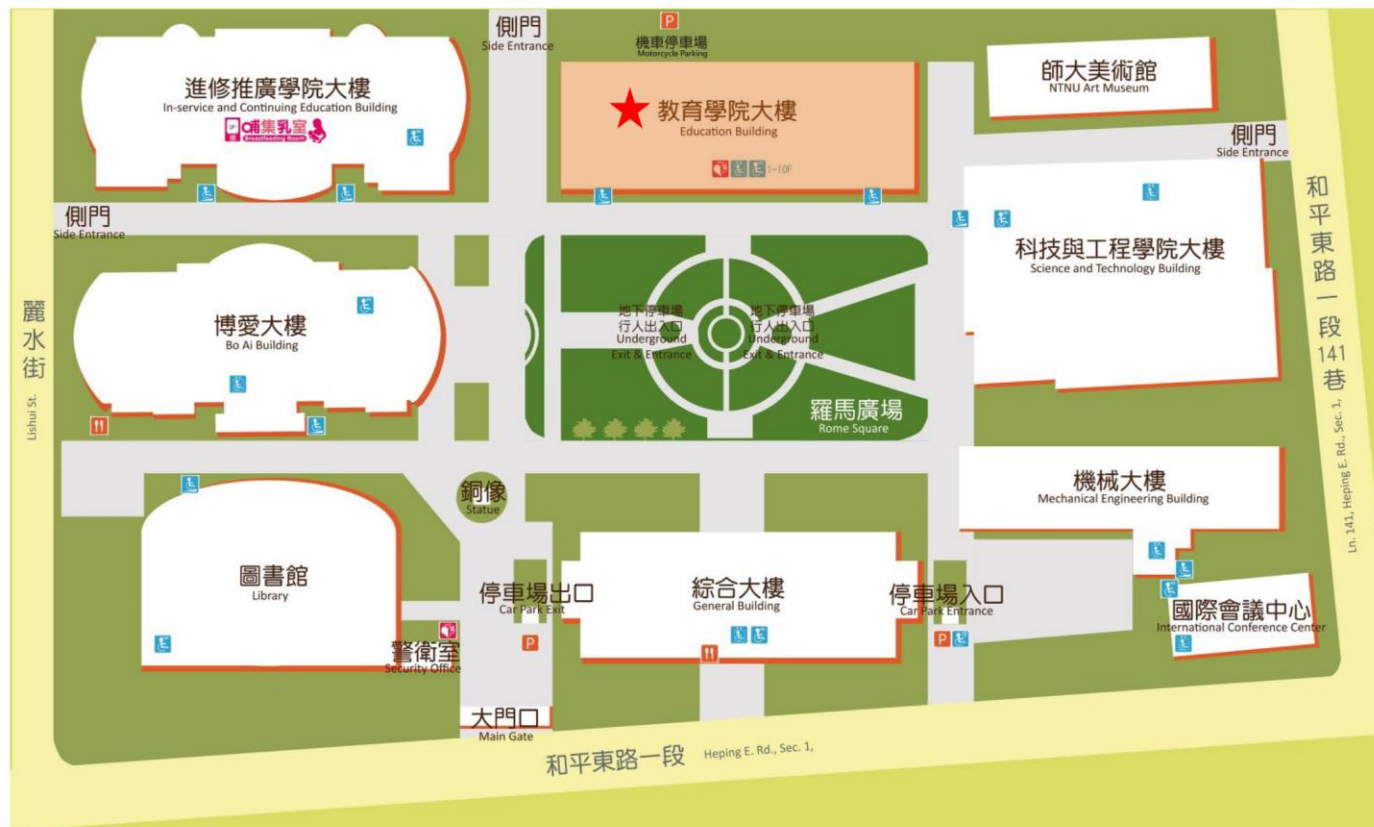 側門
Side Entrance
P
機車停車場
Motorcycle Parking
進修推廣學院大樓
In-service and Continuing Education Building
哺集乳室
Breastfeeding Room
教育學院大樓
Education Building
1-10F
師大美術館
NTNU Art Museum
側門
Side Entrance
側門
Side Entrance
科技與工程學院大樓
Science and Technology Building
和平東路一段141巷
Ln. 141, Heping E. Rd., Sec. 1,
麗水街
Lishui St.
博愛大樓
Bo Ai Building
地下停車場
行人出入口
Underground
Exit & Entrance
地下停車場
行人出入口
Underground
Exit & Entrance
羅馬廣場
Rome Square
銅像
Statue
機械大樓
Mechanical Engineering Building
圖書館
Library
停車場出口
Car Park Exit
P
綜合大樓
General Building
停車場入口
Car Park Entrance
P
國際會議中心
International Conference Center
警衛室
Security Office
大門口
Main Gate
和平東路一段 Heping E. Rd., Sec. 1,